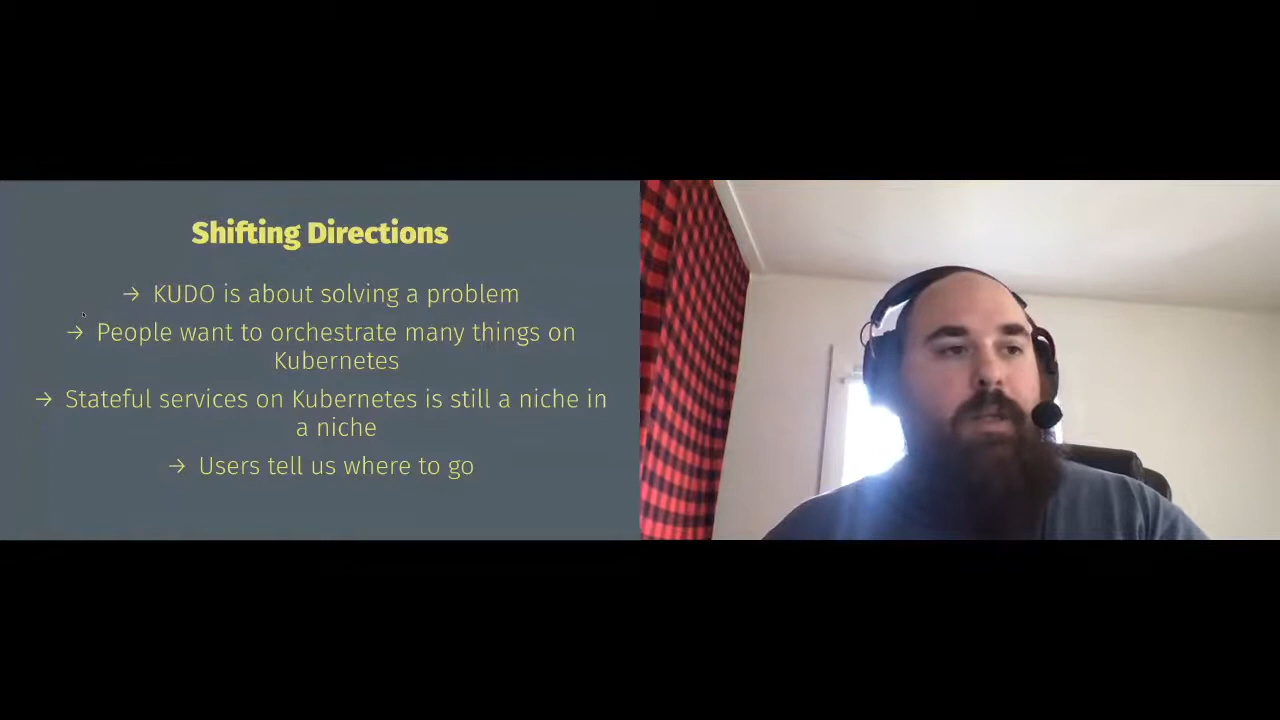 Shifting Directions
→ KUDO is about solving a problem
→ People want to orchestrate many things on
Kubernetes
→ Stateful services on Kubernetes is still a niche in
a niche
→ Users tell us where to go